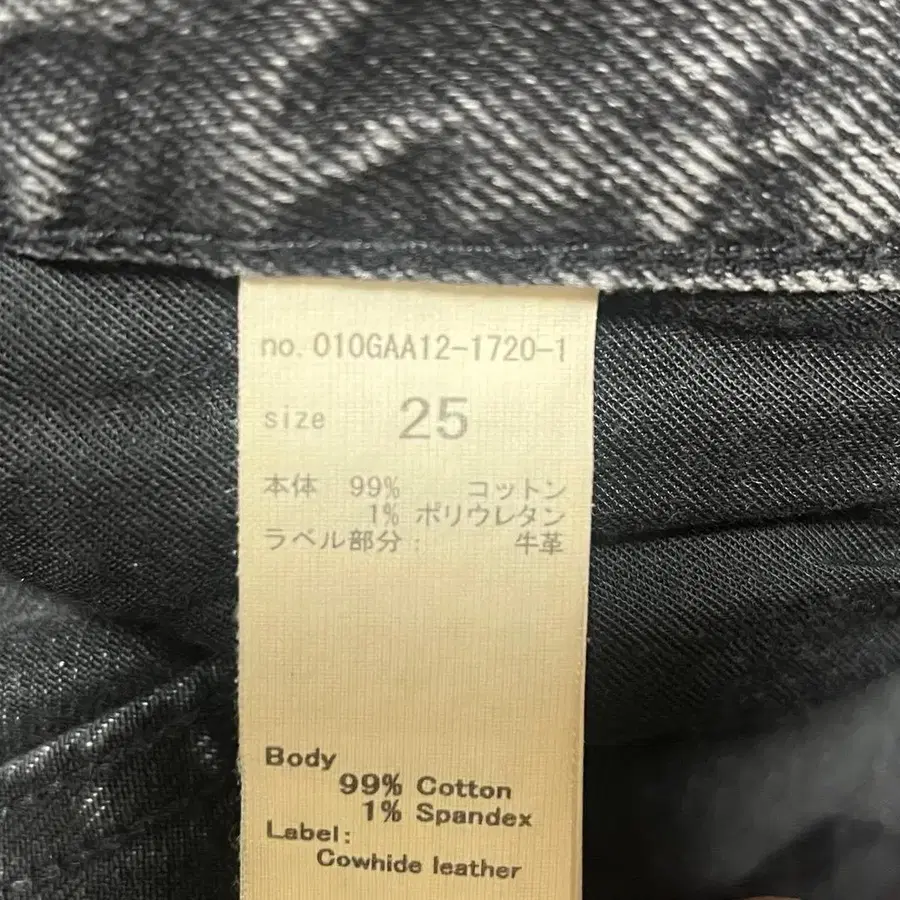 no. 010GAA12-1720-1
size 25
本体 99% コットン
1% ポリウレタン
ラベル部分: 牛革
Body
99% Cotton
1% Spandex
Label:
Cowhide leather